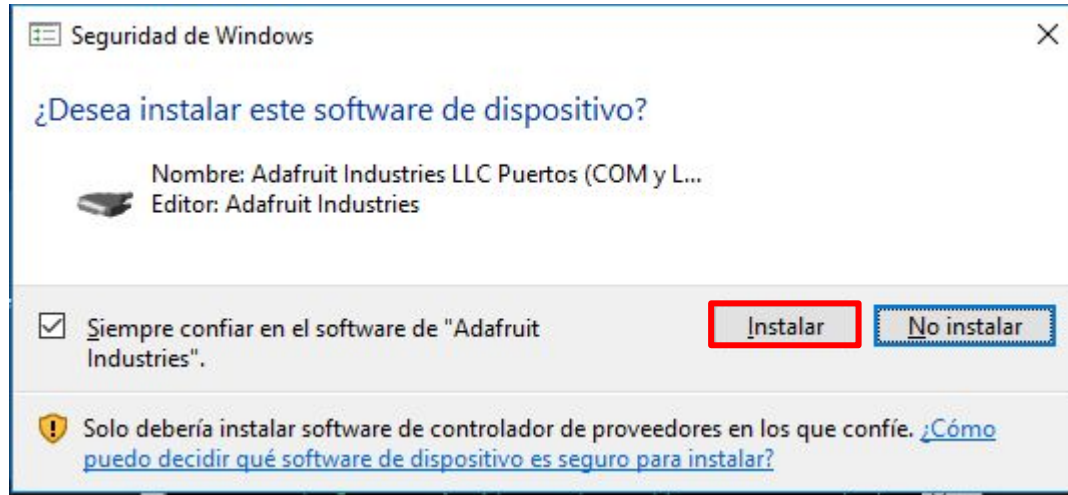 Seguridad de Windows
¿Desea instalar este software de dispositivo?
Nombre: Adafruit Industries LLC Puertos (COM y L...
Editor: Adafruit Industries
Siempre confiar en el software de "Adafruit
Industries".
Instalar
No instalar
Solo debería instalar software de controlador de proveedores en los que confíe. ¿Cómo
puedo decidir qué software de dispositivo es seguro para instalar?